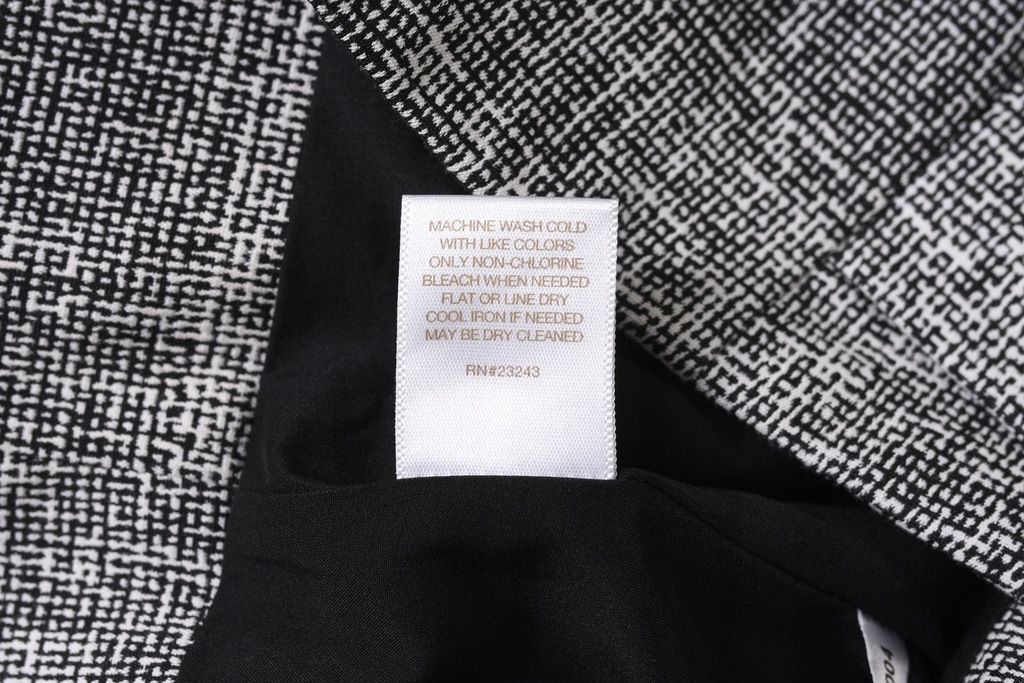 MACHINE WASH COLD
WITH LIKE COLORS
ONLY NON-CHLORINE
BLEACH WHEN NEEDED
FLAT OR LINE DRY
COOL IRON IF NEEDED
MAY BE DRY CLEANED
RN#23243